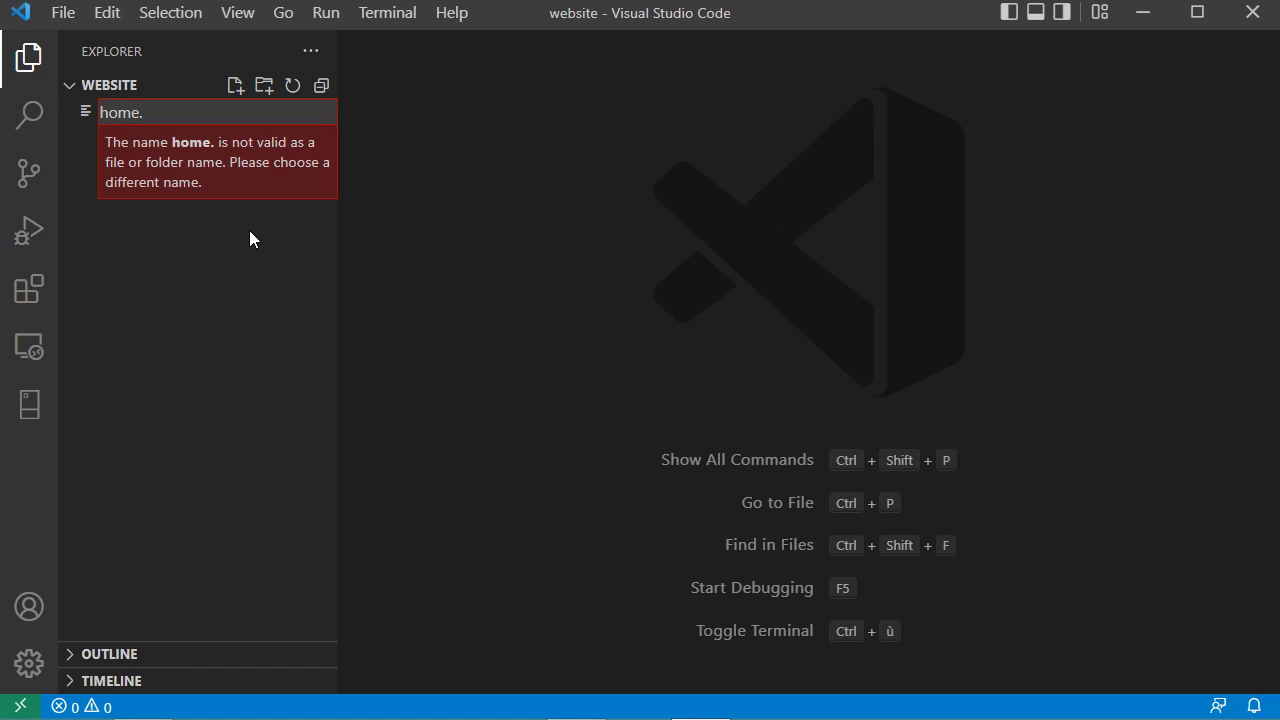 File Edit Selection View Go Run Terminal Help
website - Visual Studio Code
EXPLORER
WEBSITE
home.
The name home. is not valid as a
file or folder name. Please choose a
different name.
Show All Commands Ctrl + Shift + P
Go to File Ctrl + P
Find in Files Ctrl + Shift + F
Start Debugging F5
Toggle Terminal Ctrl + ù
OUTLINE
TIMELINE
0 0